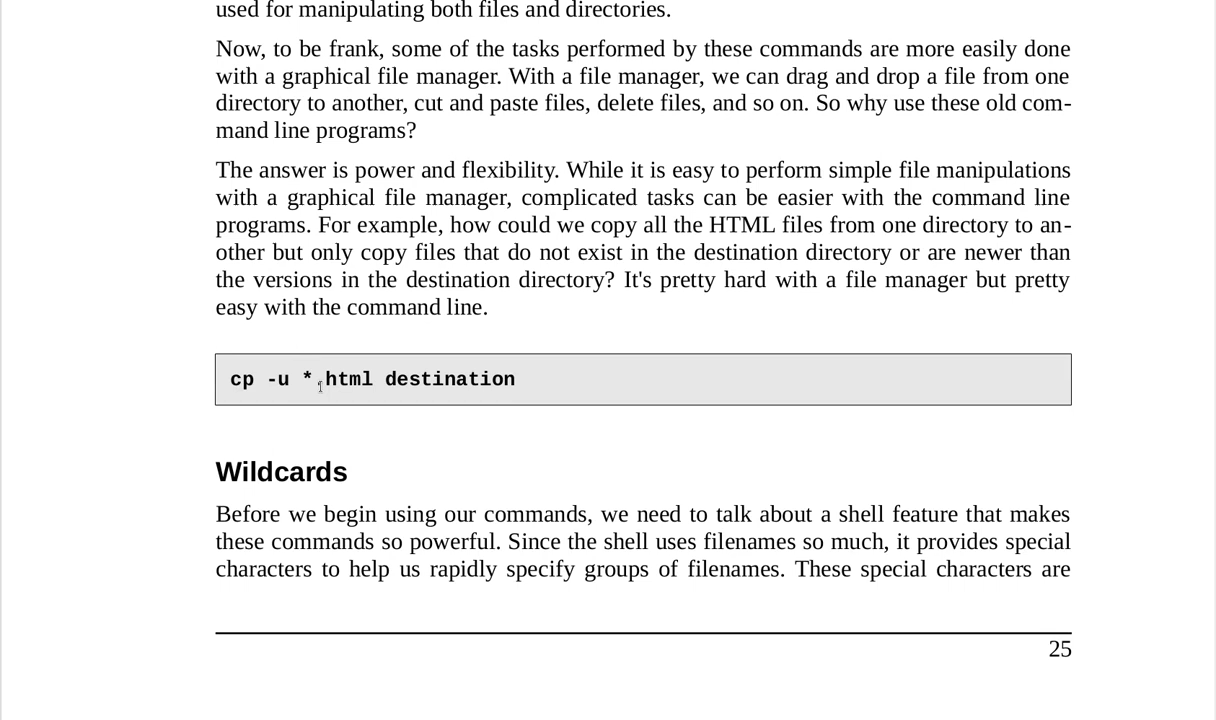 used for manipulating both files and directories.
Now, to be frank, some of the tasks performed by these commands are more easily done
with a graphical file manager. With a file manager, we can drag and drop a file from one
directory to another, cut and paste files, delete files, and so on. So why use these old com-
mand line programs?
The answer is power and flexibility. While it is easy to perform simple file manipulations
with a graphical file manager, complicated tasks can be easier with the command line
programs. For example, how could we copy all the HTML files from one directory to an-
other but only copy files that do not exist in the destination directory or are newer than
the versions in the destination directory? It's pretty hard with a file manager but pretty
easy with the command line.
cp -u *.html destination
Wildcards
Before we begin using our commands, we need to talk about a shell feature that makes
these commands so powerful. Since the shell uses filenames so much, it provides special
characters to help us rapidly specify groups of filenames. These special characters are
25